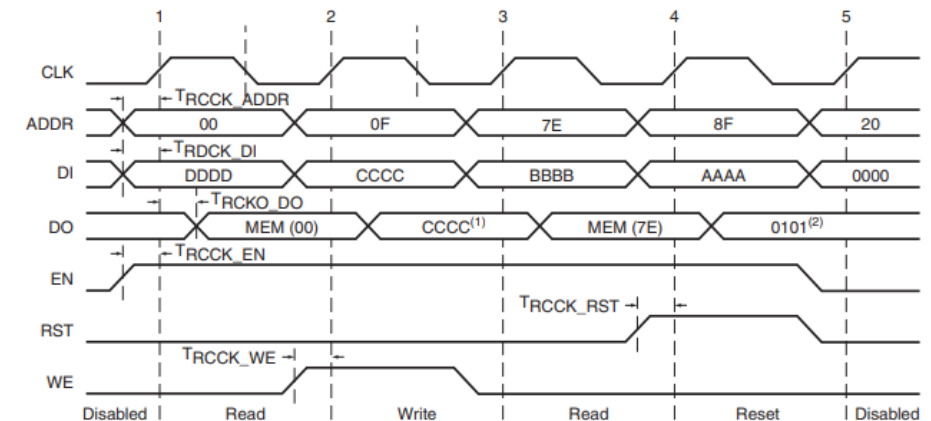 1 2 3 4 5
CLK
TRCCK_ADDR
ADDR 00 0F 7E 8F 20
TRDCK_DI
DI DDDD CCCC BBBB AAAA 0000
TRCKO_DO
DO MEM (00) CCCC(1) MEM (7E) 0101(2)
TRCCK_EN
EN
TRCCK_RST
RST
TRCCK_WE
WE
Disabled Read Write Read Reset Disabled